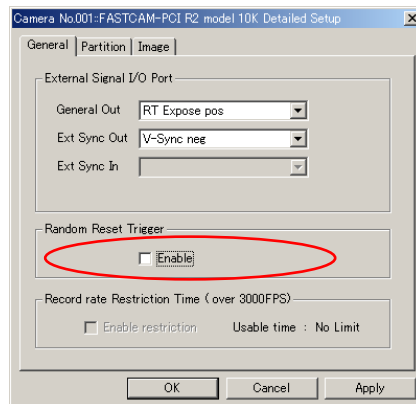 Camera No.001::FASTCAM-PCI R2 model 10K Detailed Setup
General Partition Image
External Signal I/O Port
General Out RT Expose pos
Ext Sync Out V-Sync neg
Ext Sync In
Random Reset Trigger
Enable
Record rate Restriction Time ( over 3000FPS)
Enable restriction Usable time : No Limit
OK Cancel Apply